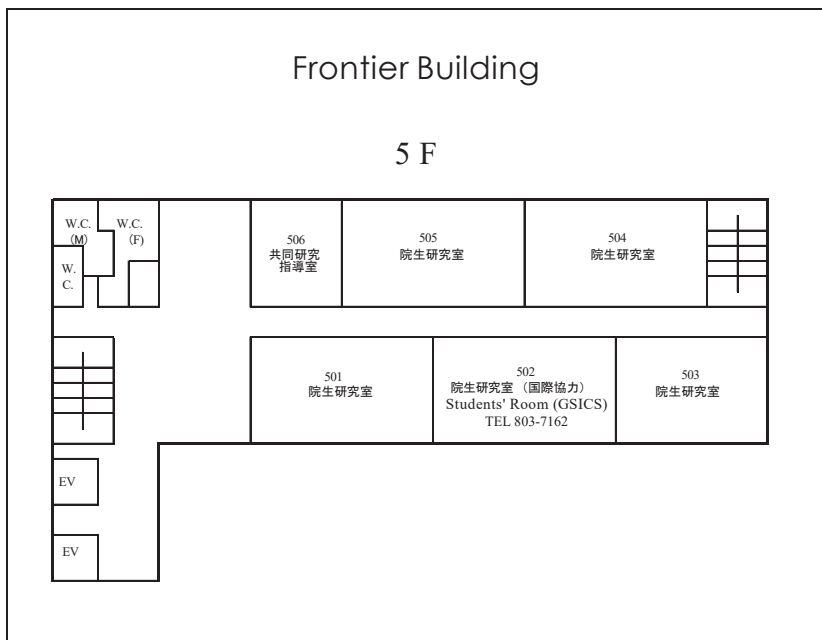 Frontier Building
5 F
W.C.
(M)
W.C.
(F)
W.
C.
506
共同研究
指導室
505
院生研究室
504
院生研究室
501
院生研究室
502
院生研究室（国際協力）
Students' Room (GSICS)
TEL 803-7162
503
院生研究室
EV
EV